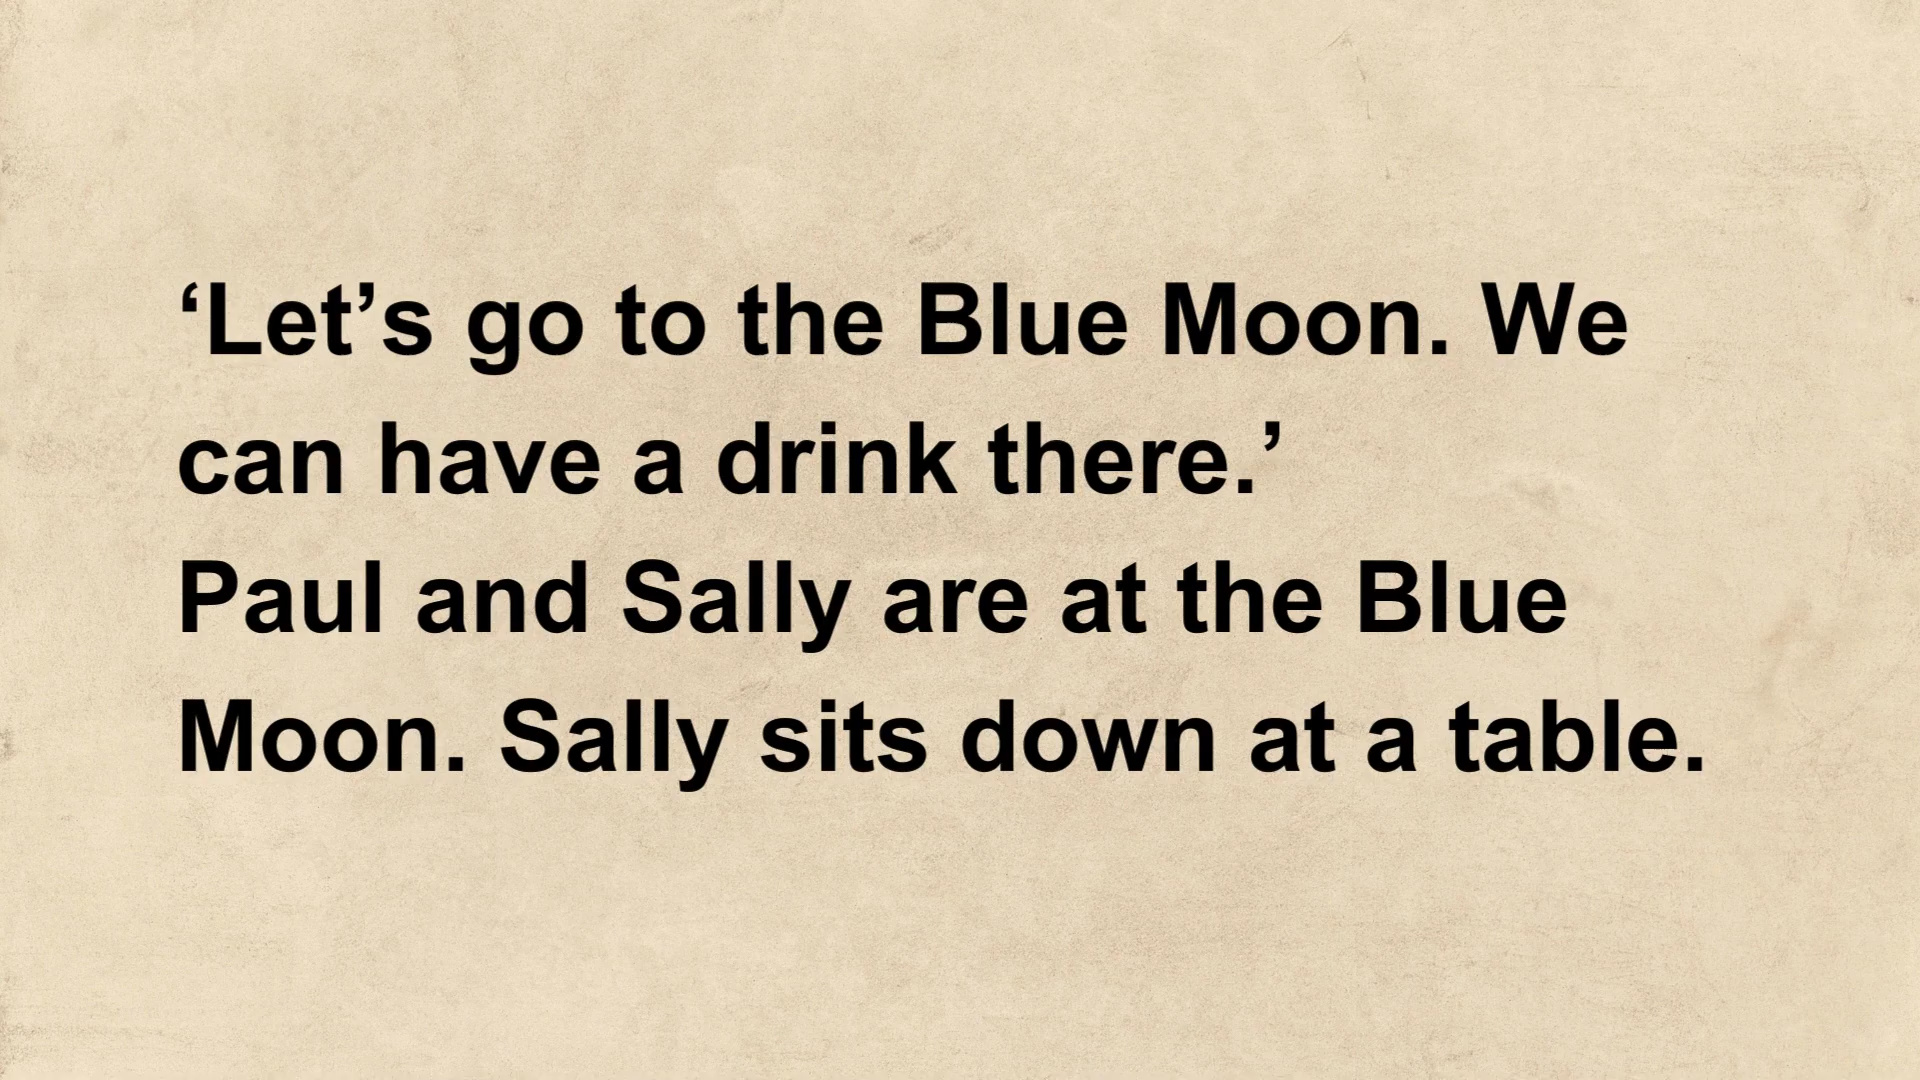 ‘Let’s go to the Blue Moon. We
can have a drink there.’
Paul and Sally are at the Blue
Moon. Sally sits down at a table.